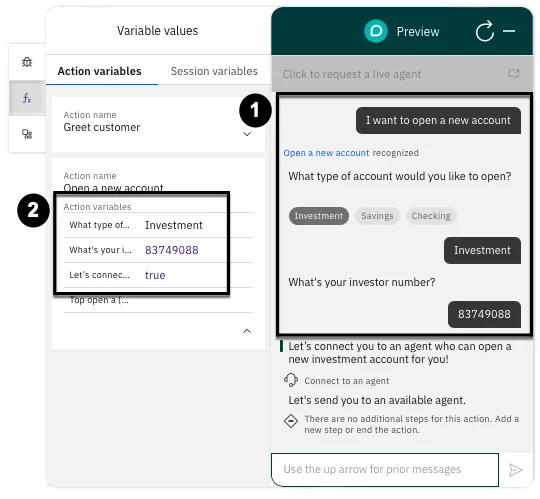 Variable values
Preview
Action variables
Session variables
Click to request a live agent
1
Action name
Greet customer
Action name
Open a new account
2
Action variables
What type of... Investment
What's your i... 83749088
Let's connec... true
Top open a (...
I want to open a new account
Open a new account recognized
What type of account would you like to open?
Investment Savings Checking
Investment
What's your investor number?
83749088
Let's connect you to an agent who can open a
new investment account for you!
Connect to an agent
Let's send you to an available agent.
There are no additional steps for this action. Add a
new step or end the action.
Use the up arrow for prior messages
fx